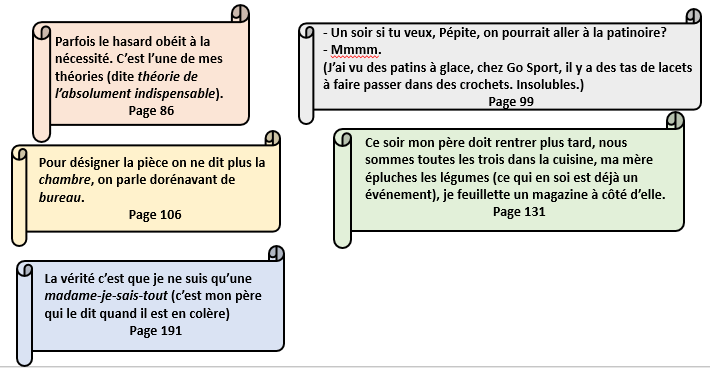 Parfois le hasard obéit à la
nécessité. C'est l'une de mes
théories (dite théorie de
l'absolument indispensable).
Page 86
- Un soir si tu veux, Pépite, on pourrait aller à la patinoire?
- Mmmm.
(J'ai vu des patins à glace, chez Go Sport, il y a des tas de lacets
à faire passer dans des crochets. Insolubles.)
Page 99
Pour désigner la pièce on ne dit plus la
chambre, on parle dorénavant de
bureau.
Page 106
Ce soir mon père doit rentrer plus tard, nous
sommes toutes les trois dans la cuisine, ma mère
épluches les légumes (ce qui en soi est déjà un
événement), je feuillette un magazine à côté d'elle.
Page 131
La vérité c'est que je ne suis qu'une
madame-je-sais-tout (c'est mon père
qui le dit quand il est en colère)
Page 191